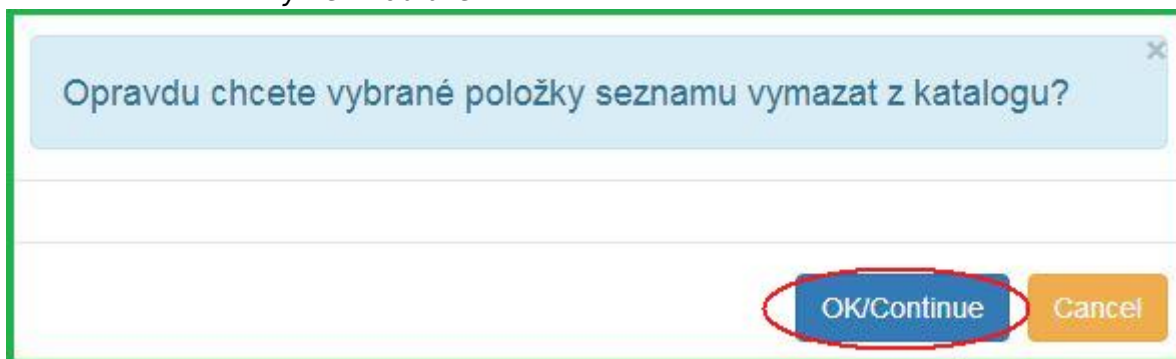 Opravdu chcete vybrané položky seznamu vymazat z katalogu?
×
OK/Continue
Cancel